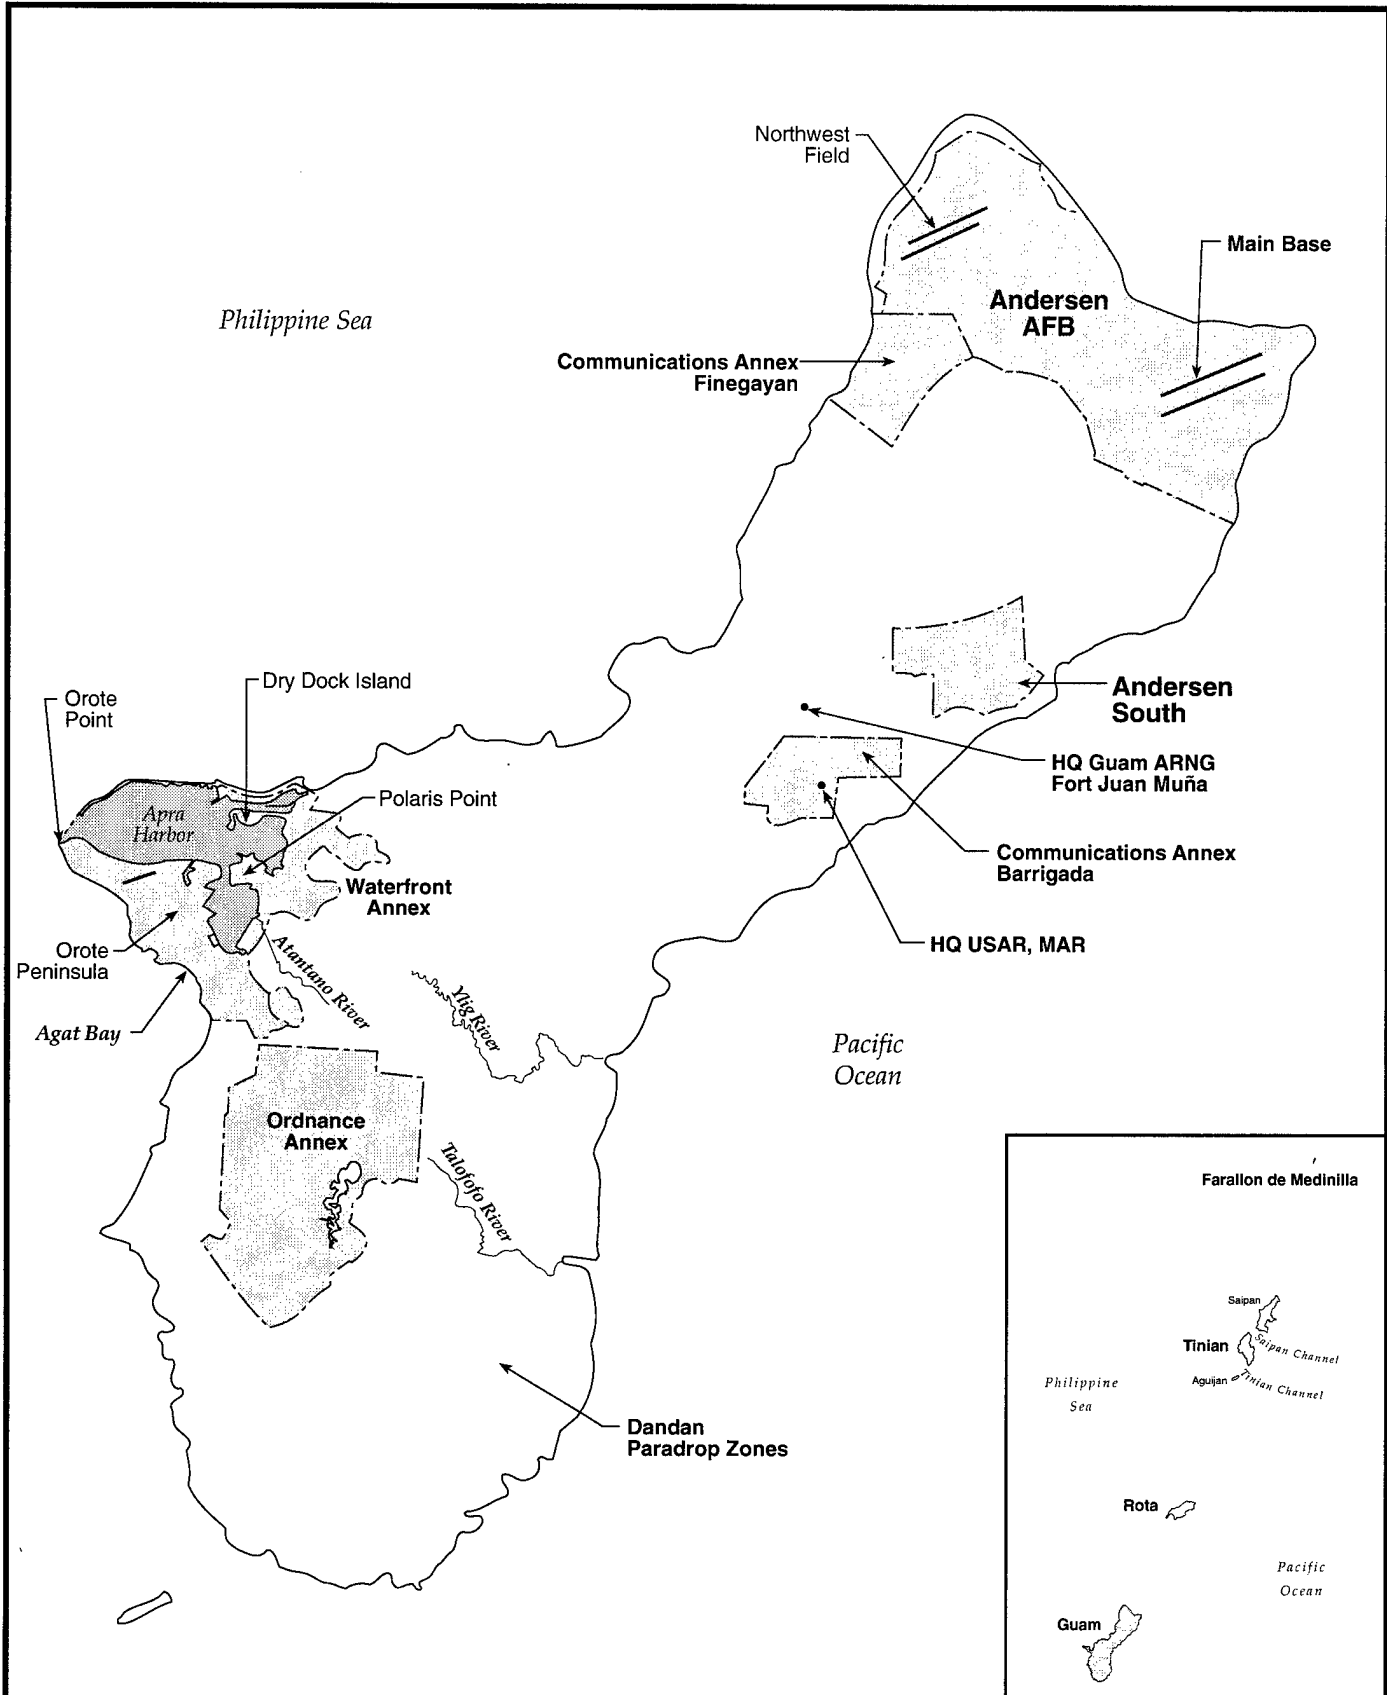 Northwest
Field
Main Base
Andersen
AFB
Philippine Sea
Communications Annex
Finegayan
Dry Dock Island
Orote
Point
Andersen
South
HQ Guam ARNG
Fort Juan Muña
Polaris Point
Apra
Harbor
Communications Annex
Barrigada
Waterfront
Annex
HQ USAR, MAR
Orote
Peninsula
Atantano River
Ylig River
Agat Bay
Pacific
Ocean
Ordnance
Annex
Talofofo River
Dandan
Paradrop Zones
Farallon de Medinilla
Saipan
Tinian
Saipan Channel
Aguijan
Tinian Channel
Philippine
Sea
Rota
Pacific
Ocean
Guam